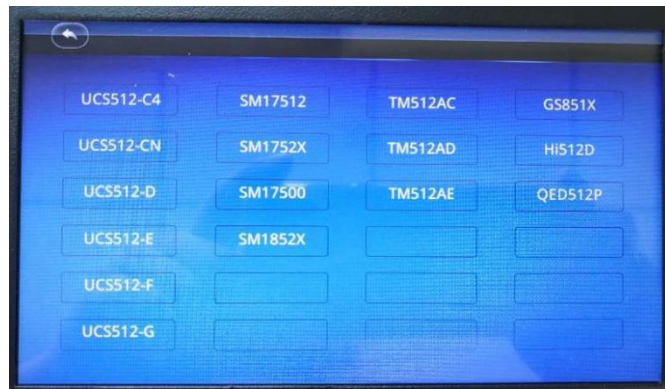 UCS512-C4 SM17512 TM512AC GS851X
UCS512-CN SM1752X TM512AD Hi512D
UCS512-D SM17500 TM512AE QED512P
UCS512-E SM1852X
UCS512-F
UCS512-G